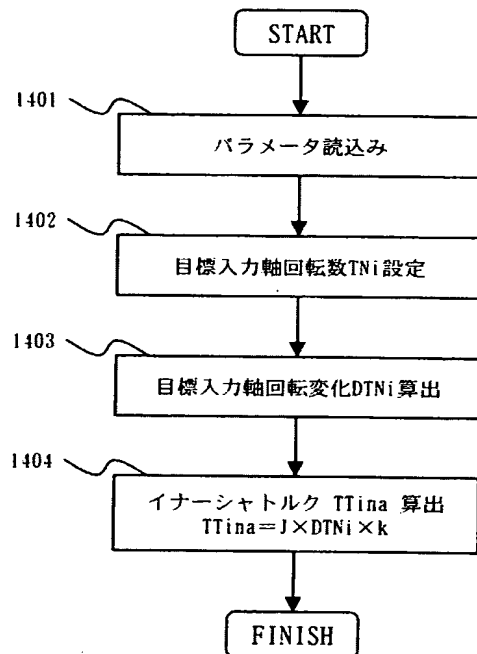 START
1401
パラメータ読込み
1402
目標入力軸回転数TNi設定
1403
目標入力軸回転変化DTNi算出
1404
イナーシャトルク TTina 算出
TTina=J×DTNi×k
FINISH